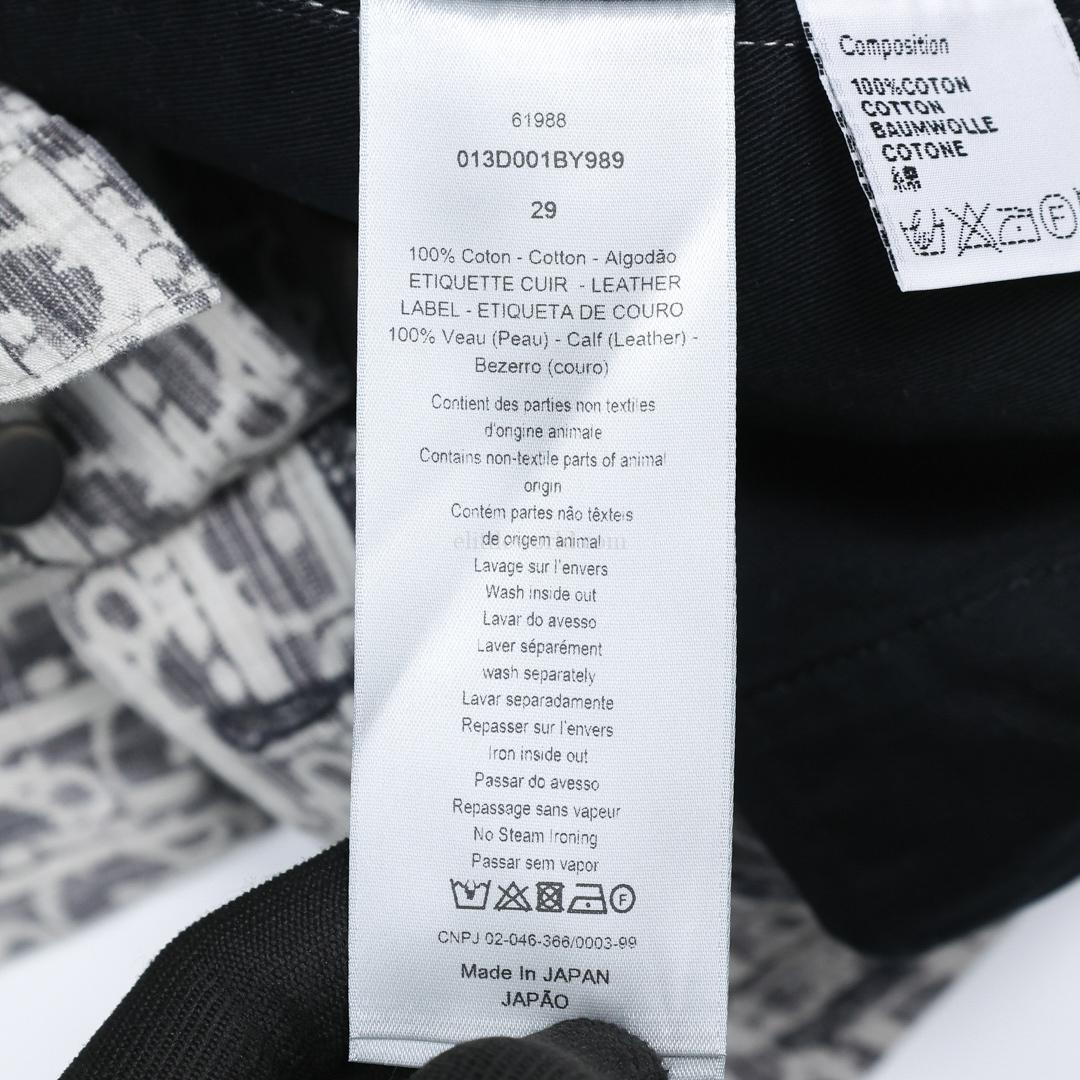 61988
013D001BY989
29
100% Coton - Cotton - Algodão
ETIQUETTE CUIR - LEATHER
LABEL - ETIQUETA DE COURO
100% Veau (Peau) - Calf (Leather) -
Bezerro (couro)
Contient des parties non textiles
d'origine animale
Contains non-textile parts of animal
origin
Contém partes não têxteis
de origem animal
Lavage sur l'envers
Wash inside out
Lavar do avesso
Laver séparément
wash separately
Lavar separadamente
Repasser sur l'envers
Iron inside out
Passar do avesso
Repassage sans vapeur
No Steam Ironing
Passar sem vapor
F
CNPJ 02-046-366/0003-99
Made In JAPAN
JAPÃO
Composition
100%COTON
COTTON
BAUMWOLLE
COTONE
F